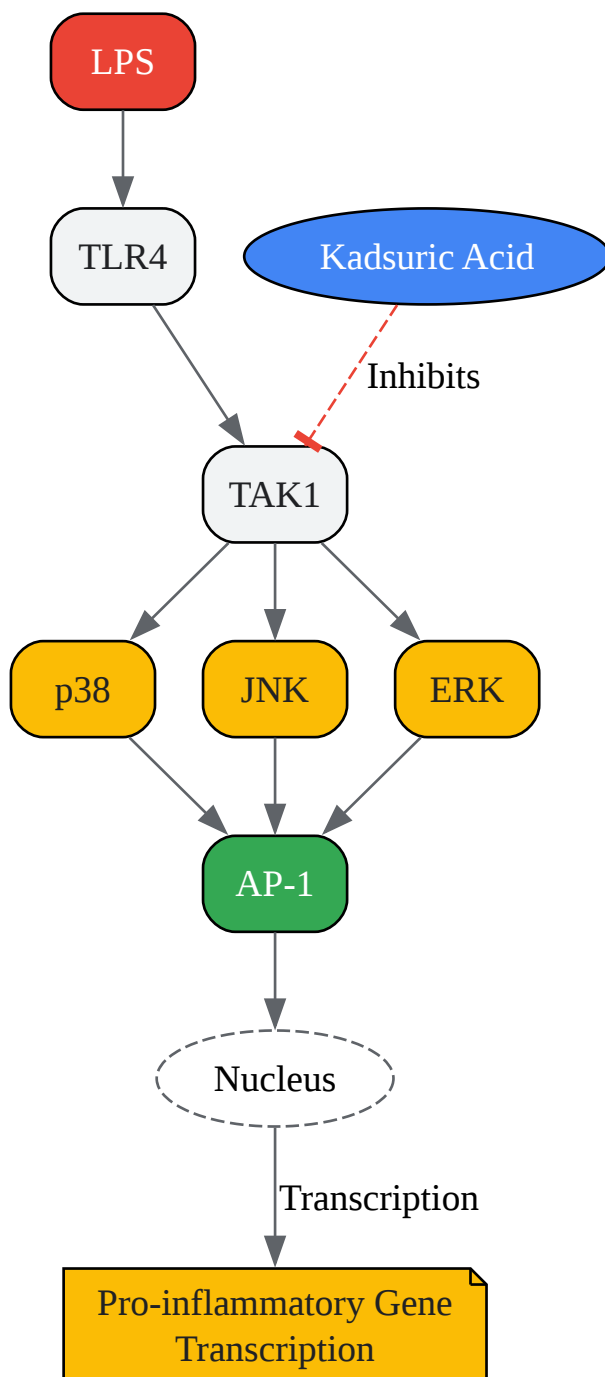 LPS
TLR4
Kadsuric Acid
Inhibits
TAK1
p38
JNK
ERK
AP-1
Nucleus
Transcription
Pro-inflammatory Gene
Transcription